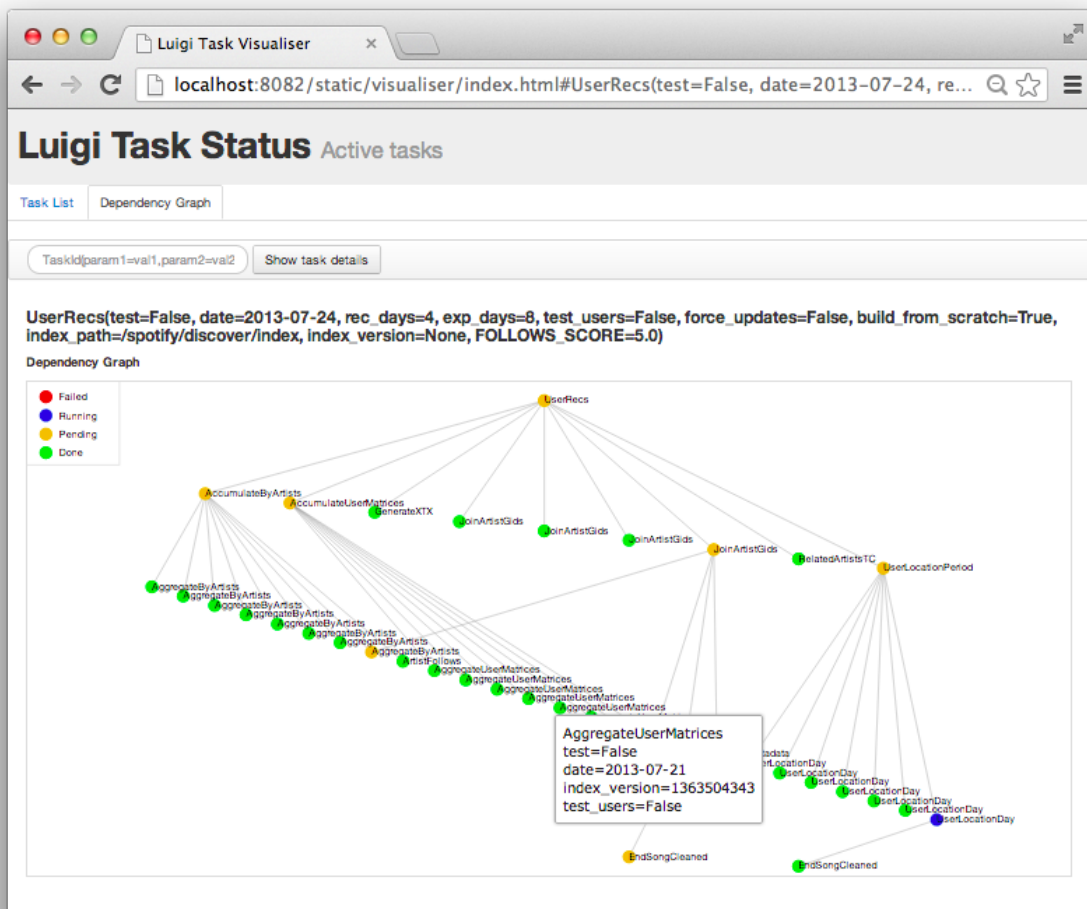 Luigi Task Visualiser
localhost:8082/static/visualiser/index.html#UserRecs(test=False, date=2013-07-24, re...
Luigi Task Status Active tasks
Task List
Dependency Graph
TaskId(param1=val1,param2=val2
Show task details
UserRecs(test=False, date=2013-07-24, rec_days=4, exp_days=8, test_users=False, force_updates=False, build_from_scratch=True,
index_path=/spotify/discover/index, index_version=None, FOLLOWS_SCORE=5.0)
Dependency Graph
Failed
Running
Pending
Done
UserRecs
AccumulateByArtists
AccumulateUserMatrices
GenerateXTX
JoinArtistGids
JoinArtistGids
JoinArtistGids
JoinArtistGids
RelatedArtistsTC
UserLocationPeriod
AggregateByArtists
AggregateByArtists
AggregateByArtists
AggregateByArtists
AggregateByArtists
AggregateByArtists
AggregateByArtists
AggregateByArtists
ArtistFollows
AggregateUserMatrices
AggregateUserMatrices
AggregateUserMatrices
AggregateUserMatrices
AggregateUserMatrices
AggregateUserMatrices
test=False
date=2013-07-21
index_version=1363504343
test_users=False
adata
erLocationDay
UserLocationDay
UserLocationDay
UserLocationDay
UserLocationDay
UserLocationDay
UserLocationDay
EndSongCleaned
EndSongCleaned